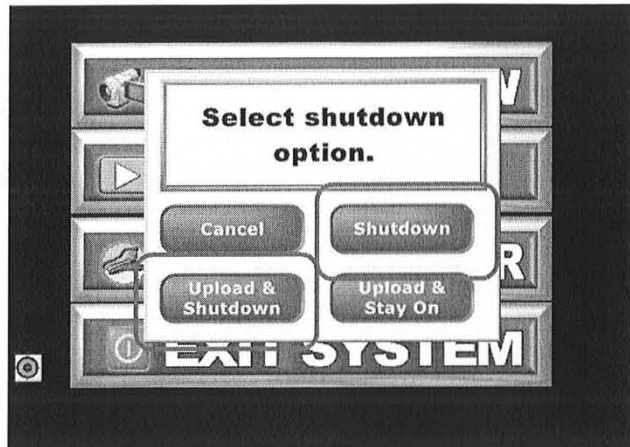 W
Select shutdown
option.
Cancel
Shutdown
R
Upload &
Shutdown
Upload &
Stay On
EXIT SYSTEM